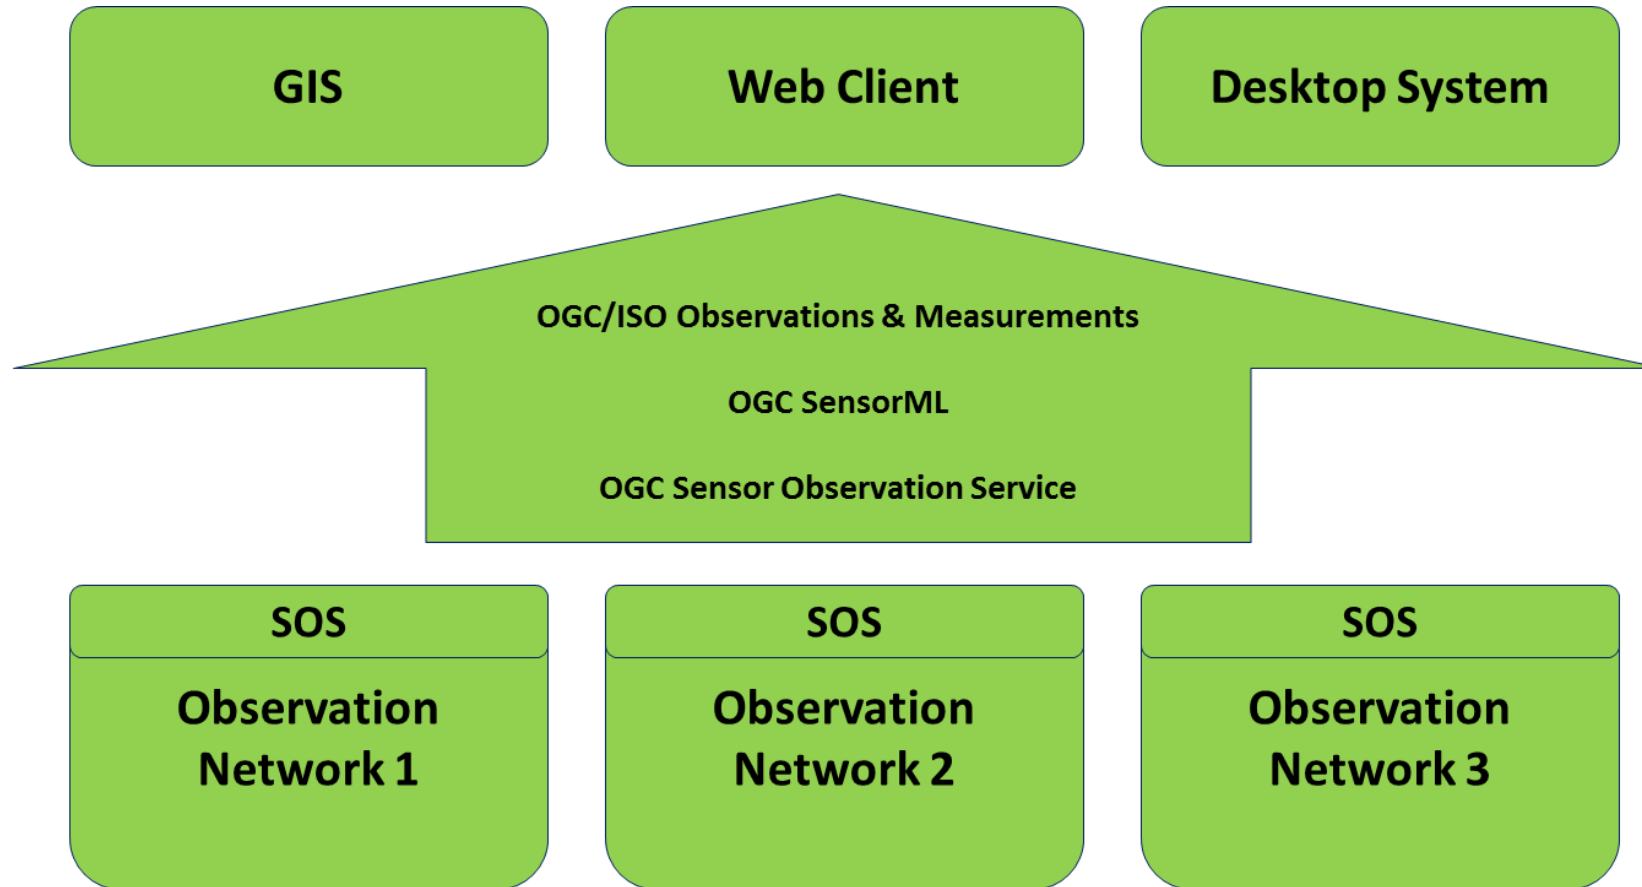 GIS
Web Client
Desktop System
OGC/ISO Observations & Measurements
OGC SensorML
OGC Sensor Observation Service
SOS
Observation
Network 1
SOS
Observation
Network 2
SOS
Observation
Network 3